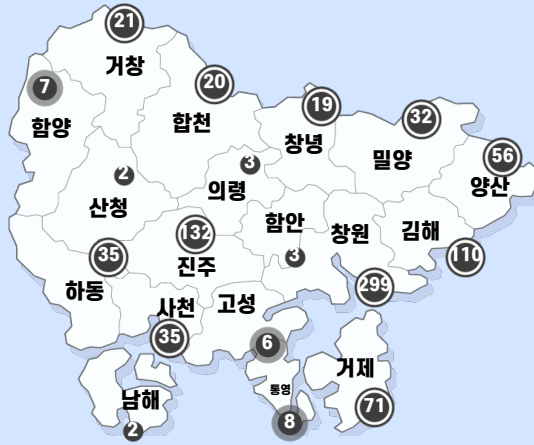 21
거창
7
함양
20
합천
19
창녕
32
밀양
56
양산
2
산청
3
의령
함안
3
창원
299
김해
110
132
진주
35
하동
사천
35
고성
6
통영
8
거제
71
남해
2